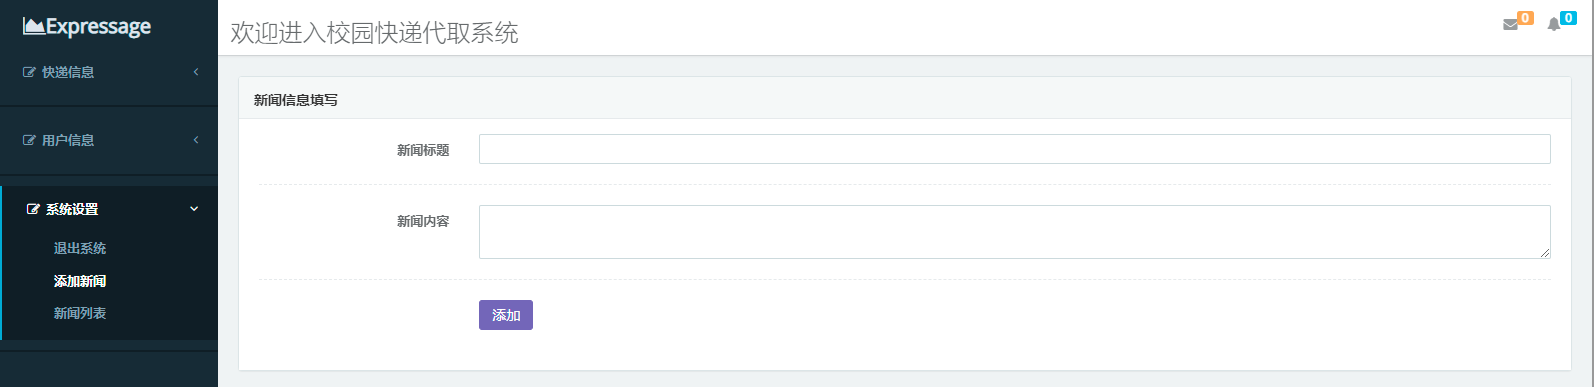 Expressage
欢迎进入校园快递代取系统
0
0
快递信息
用户信息
系统设置
退出系统
添加新闻
新闻列表
新闻信息填写
新闻标题
新闻内容
添加